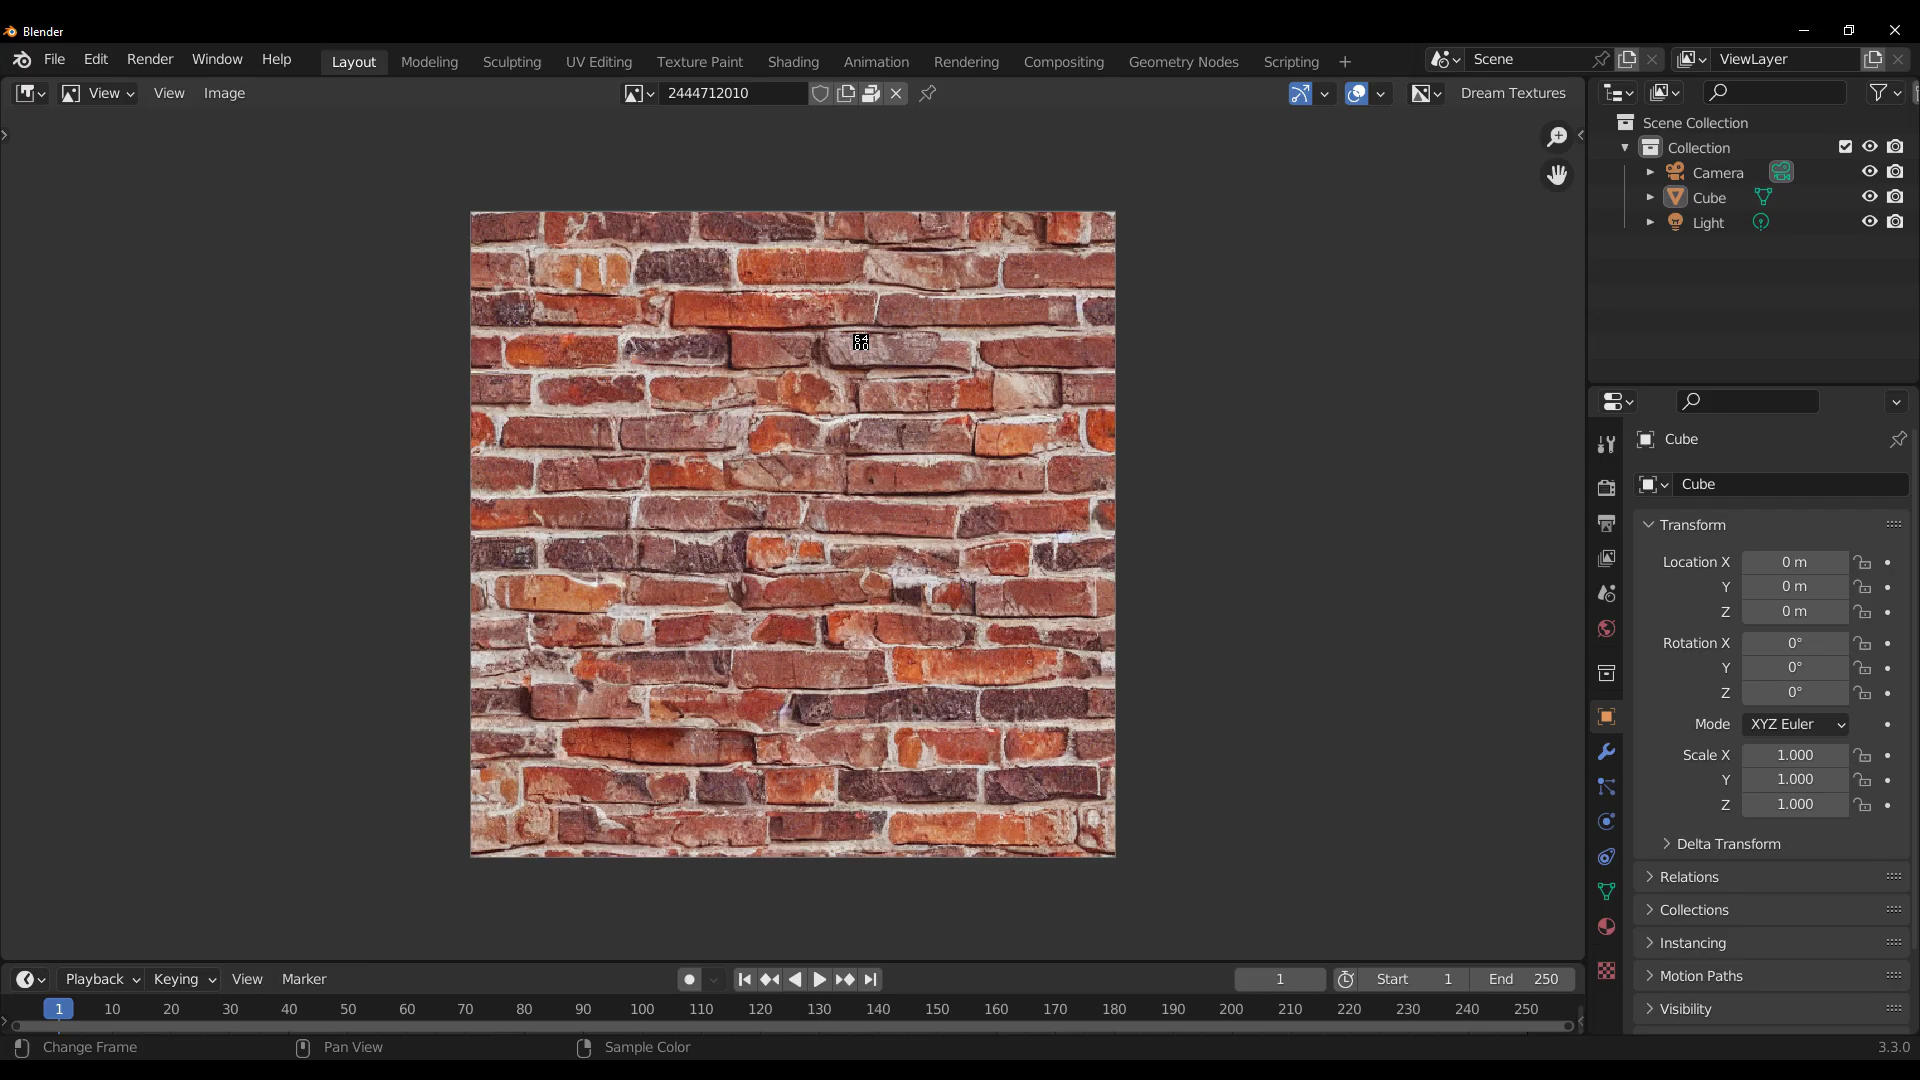 Blender
File Edit Render Window Help Layout Modeling Sculpting UV Editing Texture Paint Shading Animation Rendering Compositing Geometry Nodes Scripting + Scene ViewLayer
View View Image 2444712010 Dream Textures
Scene Collection
Collection
Camera
Cube
Light
64
00
Cube
Cube
Transform
Location X 0 m
Y 0 m
Z 0 m
Rotation X 0°
Y 0°
Z 0°
Mode XYZ Euler
Scale X 1.000
Y 1.000
Z 1.000
Delta Transform
Relations
Collections
Instancing
Motion Paths
Visibility
Playback Keying View Marker 1 Start 1 End 250
1 10 20 30 40 50 60 70 80 90 100 110 120 130 140 150 160 170 180 190 200 210 220 230 240 250
Change Frame Pan View Sample Color 3.3.0